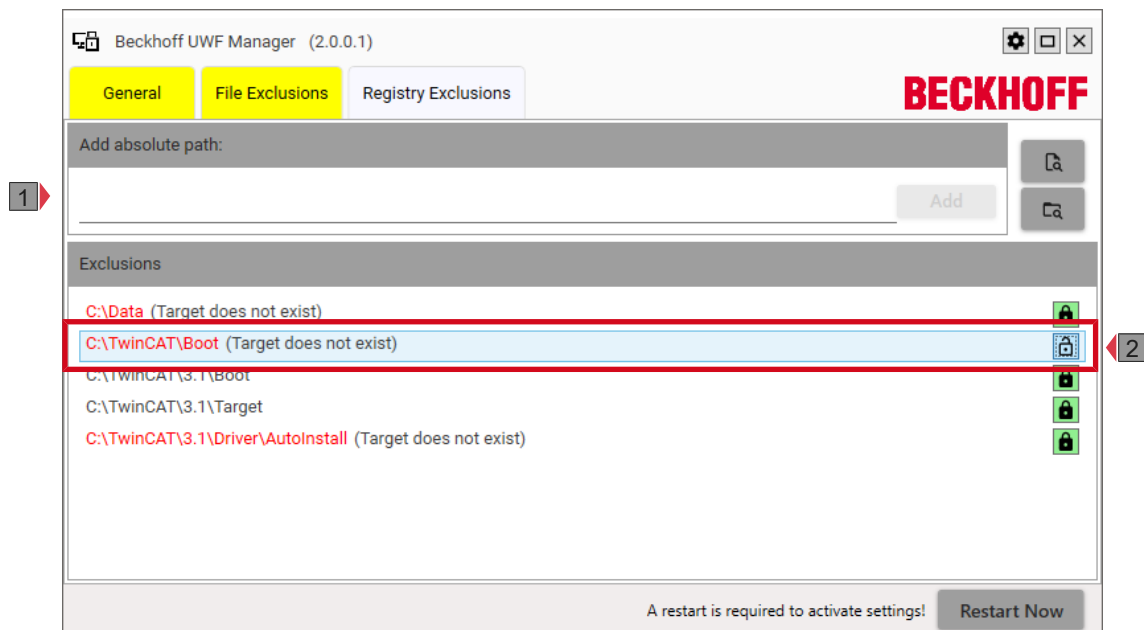 Beckhoff UWF Manager (2.0.0.1)
General File Exclusions Registry Exclusions
BECKHOFF
Add absolute path:
1
Add
Exclusions
C:\Data (Target does not exist)
C:\TwinCAT\Boot (Target does not exist)
2
C:\TwinCAT\3.1\Boot
C:\TwinCAT\3.1\Target
C:\TwinCAT\3.1\Driver\AutoInstall (Target does not exist)
A restart is required to activate settings! Restart Now